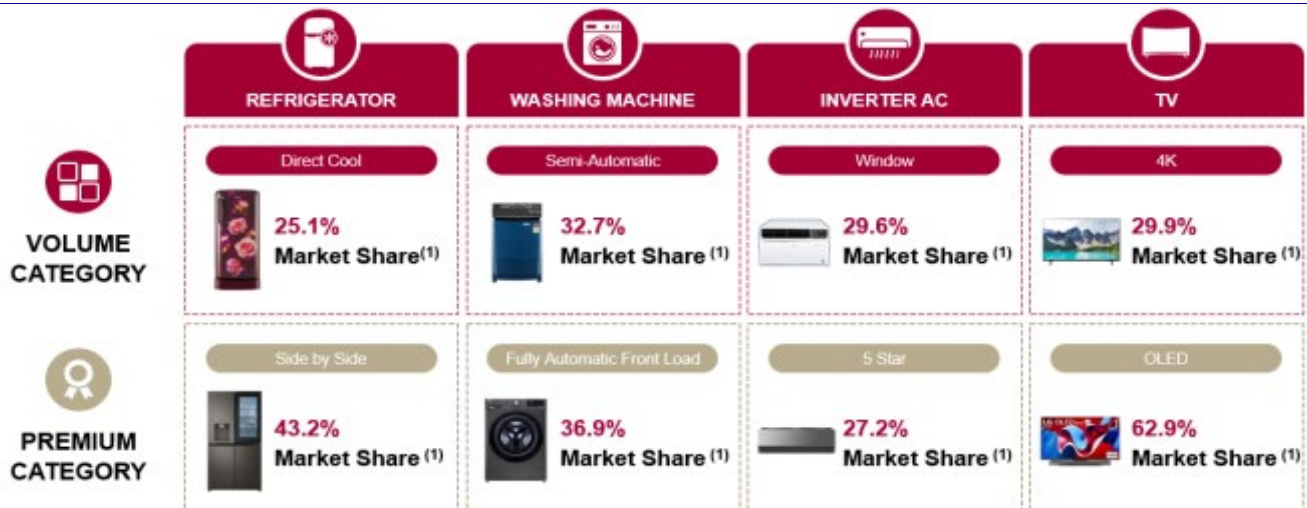 REFRIGERATOR
WASHING MACHINE
INVERTER AC
TV
VOLUME
CATEGORY
Direct Cool
25.1%
Market Share(1)
Semi-Automatic
32.7%
Market Share (1)
Window
29.6%
Market Share (1)
4K
29.9%
Market Share (1)
PREMIUM
CATEGORY
Side by Side
43.2%
Market Share (1)
Fully Automatic Front Load
36.9%
Market Share (1)
5 Star
27.2%
Market Share (1)
OLED
LG OLED
62.9%
Market Share (1)